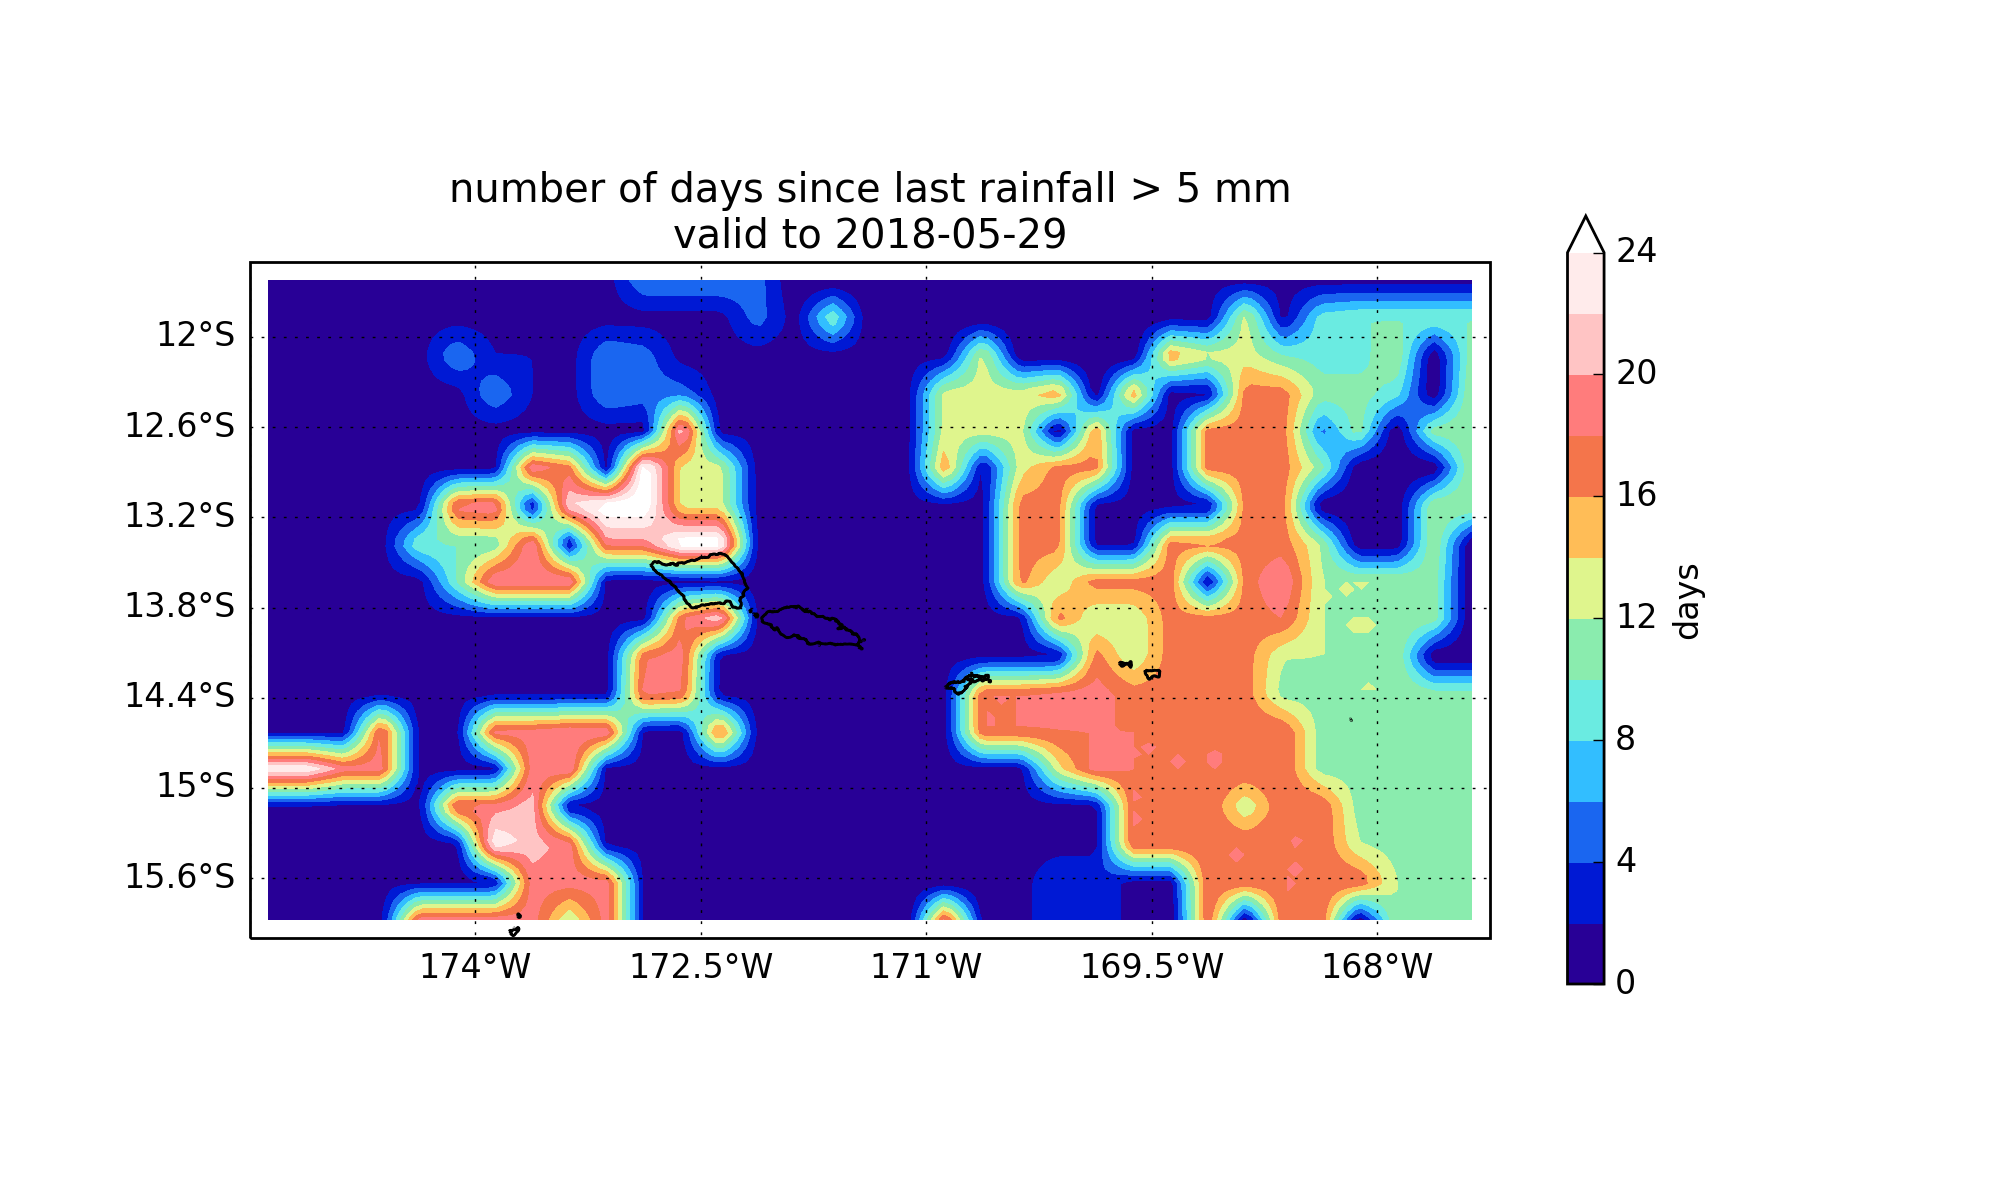 number of days since last rainfall > 5 mm
valid to 2018-05-29
12°S
12.6°S
13.2°S
13.8°S
14.4°S
15°S
15.6°S
174°W
172.5°W
171°W
169.5°W
168°W
24
20
16
12
8
4
0
days